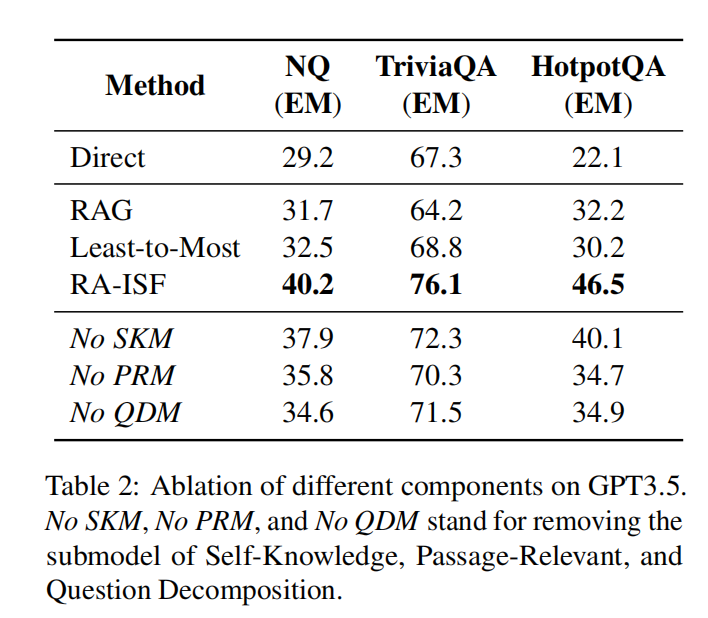 Method NQ (EM) TriviaQA (EM) HotpotQA (EM)
Direct 29.2 67.3 22.1
RAG 31.7 64.2 32.2
Least-to-Most 32.5 68.8 30.2
RA-ISF 40.2 76.1 46.5
No SKM 37.9 72.3 40.1
No PRM 35.8 70.3 34.7
No QDM 34.6 71.5 34.9
Table 2: Ablation of different components on GPT3.5.
No SKM, No PRM, and No QDM stand for removing the
submodel of Self-Knowledge, Passage-Relevant, and
Question Decomposition.